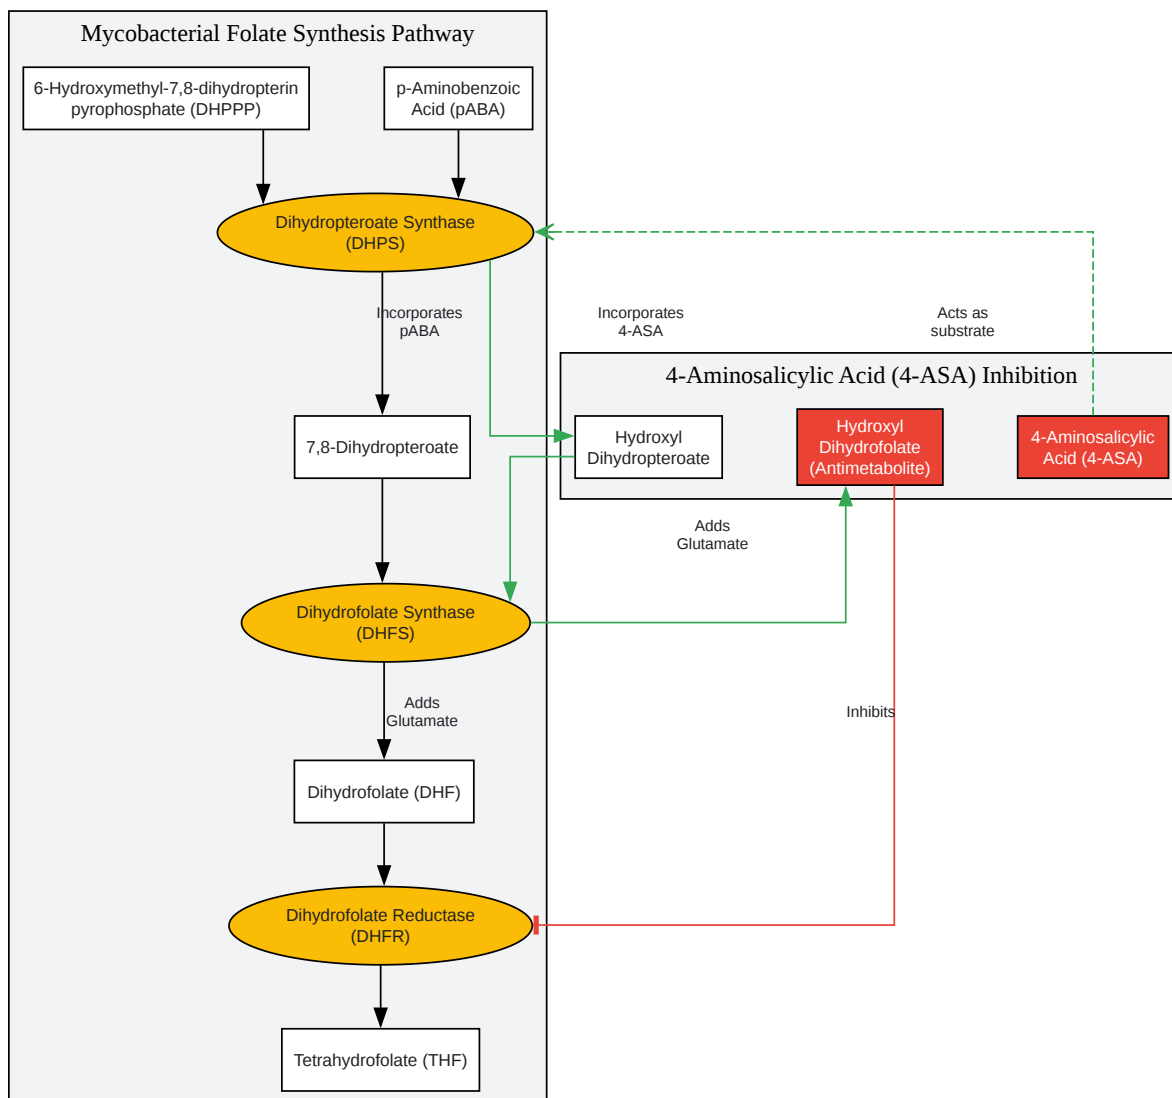 Mycobacterial Folate Synthesis Pathway
6-Hydroxymethyl-7,8-dihydropterin
pyrophosphate (DHPPP)
p-Aminobenzoic
Acid (pABA)
Dihydropteroate Synthase
(DHPS)
Incorporates
pABA
Incorporates
4-ASA
Acts as
substrate
4-Aminosalicylic Acid (4-ASA) Inhibition
7,8-Dihydropteroate
Hydroxyl
Dihydropteroate
Hydroxyl
Dihydrofolate
(Antimetabolite)
4-Aminosalicylic
Acid (4-ASA)
Adds
Glutamate
Dihydrofolate Synthase
(DHFS)
Adds
Glutamate
Inhibits
Dihydrofolate (DHF)
Dihydrofolate Reductase
(DHFR)
Tetrahydrofolate (THF)